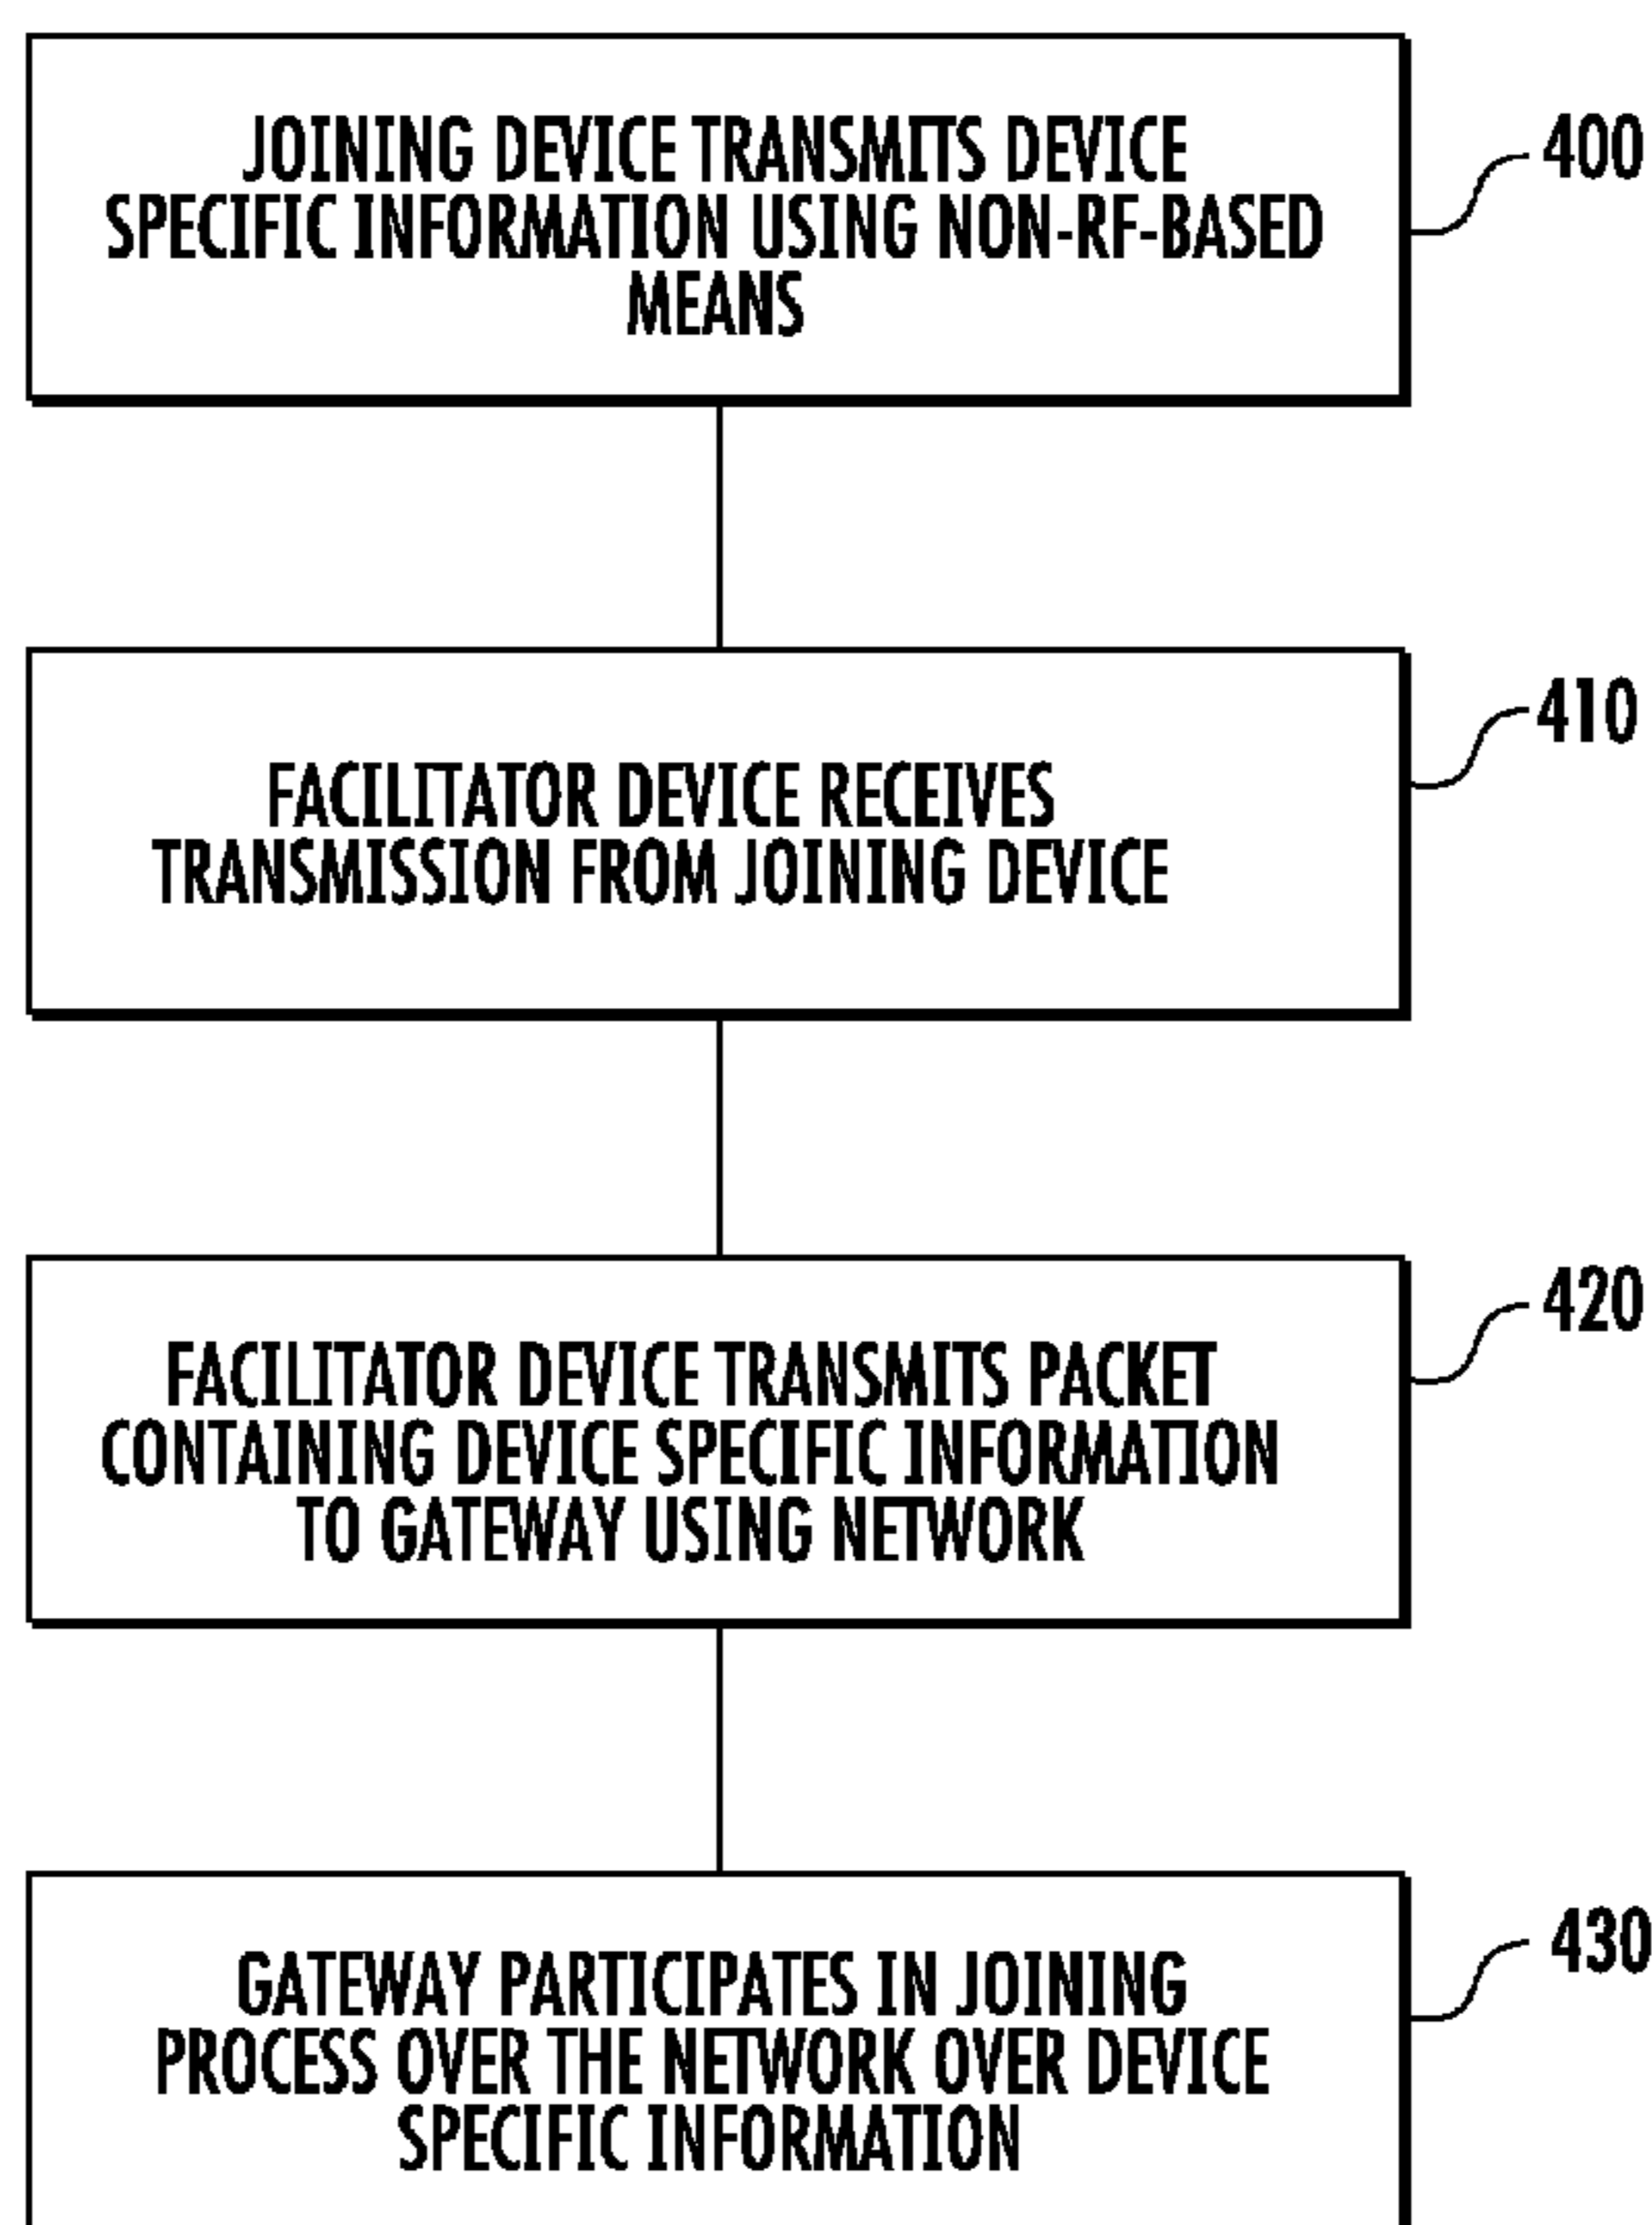 JOINING DEVICE TRANSMITS DEVICE
SPECIFIC INFORMATION USING NON-RF-BASED
MEANS
400
FACILITATOR DEVICE RECEIVES
TRANSMISSION FROM JOINING DEVICE
410
FACILITATOR DEVICE TRANSMITS PACKET
CONTAINING DEVICE SPECIFIC INFORMATION
TO GATEWAY USING NETWORK
420
GATEWAY PARTICIPATES IN JOINING
PROCESS OVER THE NETWORK OVER DEVICE
SPECIFIC INFORMATION
430